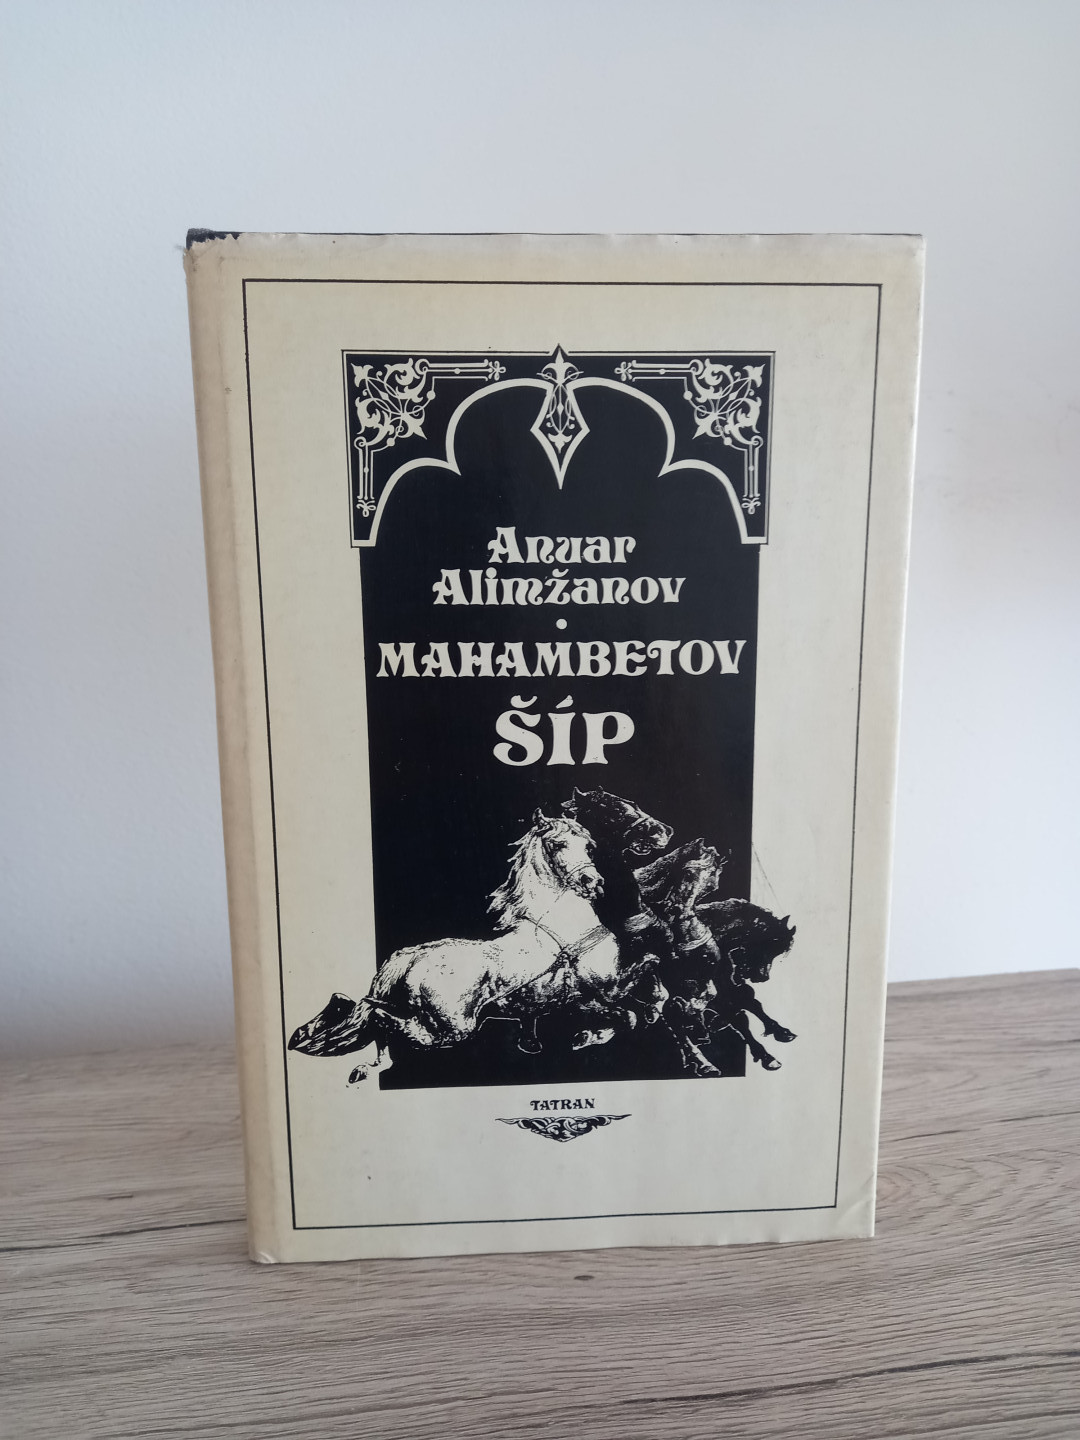 Anuar
Alimžanov
•
MAHAMBETOV
ŠÍP
TATRAN